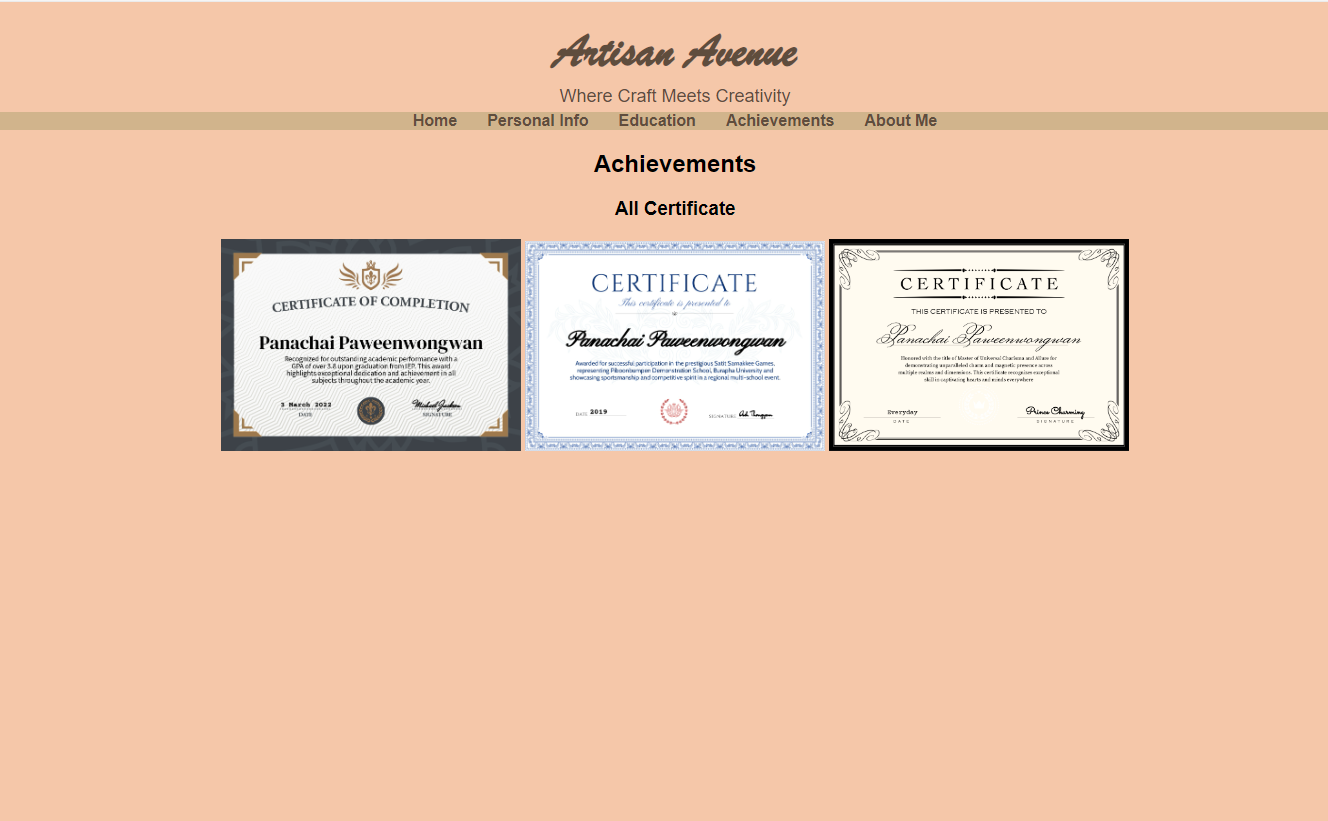 Artisan Avenue
Where Craft Meets Creativity
Home Personal Info Education Achievements About Me
Achievements
All Certificate
CERTIFICATE OF COMPLETION
Panachai Paweenwongwan
Recognized for outstanding academic performance with a
GPA of over 3.8 upon graduation from IEP. This award
highlights exceptional dedication and achievement in all
subjects throughout the academic year.
3 March 2022
DATE
Michael Jackson
SIGNATURE
CERTIFICATE
This certificate is presented to
Panachai Paweenwongwan
Awarded for successful participation in the prestigious Satit Samakkee Games,
representing Piboonbumpen Demonstration School, Burapha University and
showcasing sportsmanship and competitive spirit in a regional multi-school event.
DATE 2019
SIGNATURE
CERTIFICATE
THIS CERTIFICATE IS PRESENTED TO
Panachai Paweenwongwan
Honored with the title of Master of Universal Charisma and Allure for
demonstrating unparalleled charm and magnetic presence across
multiple realms and dimensions. This certificate recognizes exceptional
skill in captivating hearts and minds everywhere
Everyday
DATE
Prince Charming
SIGNATURE